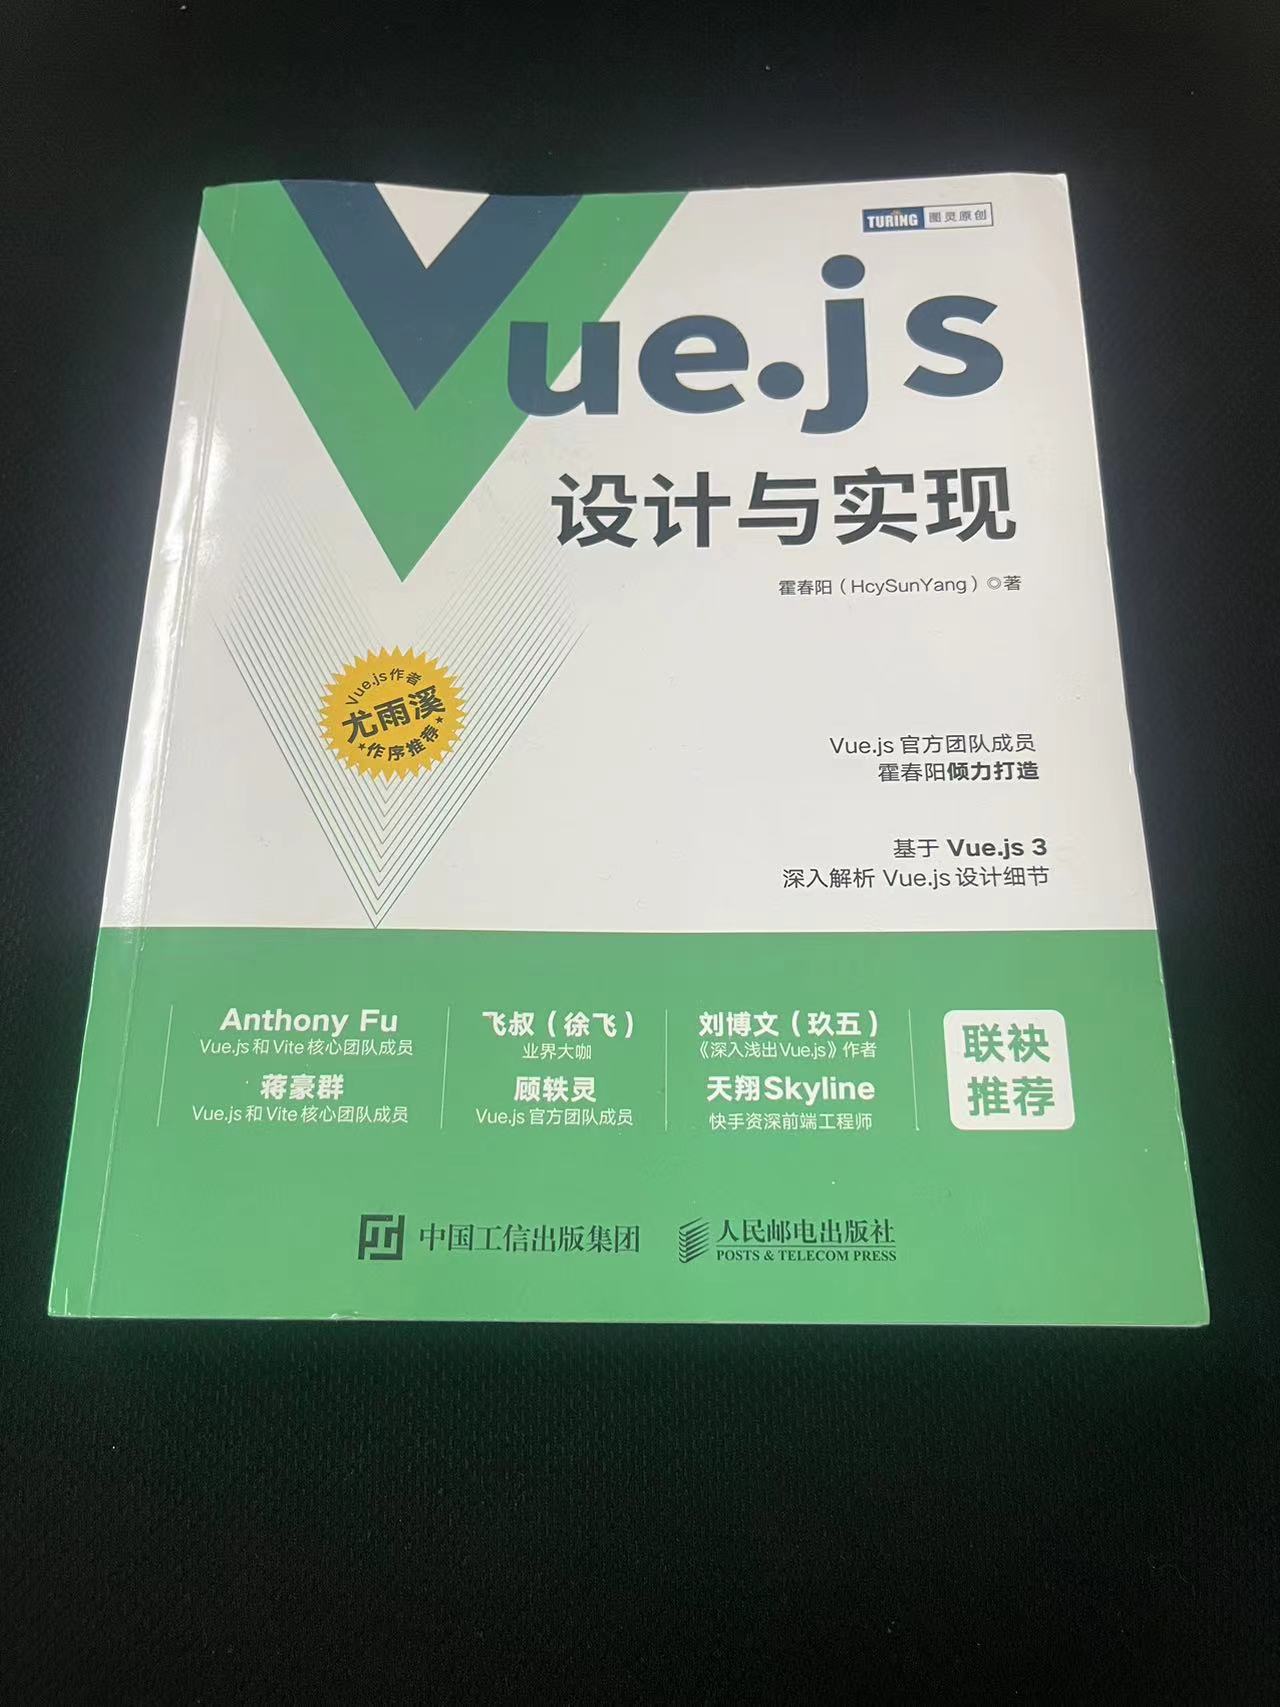 TURING 图灵原创
Vue.js
设计与实现
霍春阳（HcySunYang）◎著
Vue.js作者
尤雨溪
★作序推荐★
Vue.js 官方团队成员
霍春阳倾力打造
基于 Vue.js 3
深入解析 Vue.js 设计细节
Anthony Fu
Vue.js 和 Vite 核心团队成员
蒋豪群
Vue.js 和 Vite 核心团队成员
飞叔（徐飞）
业界大咖
顾轶灵
Vue.js 官方团队成员
刘博文（玖五）
《深入浅出Vue.js》作者
天翔Skyline
快手资深前端工程师
联袂
推荐
中国工信出版集团
人民邮电出版社
POSTS & TELECOM PRESS